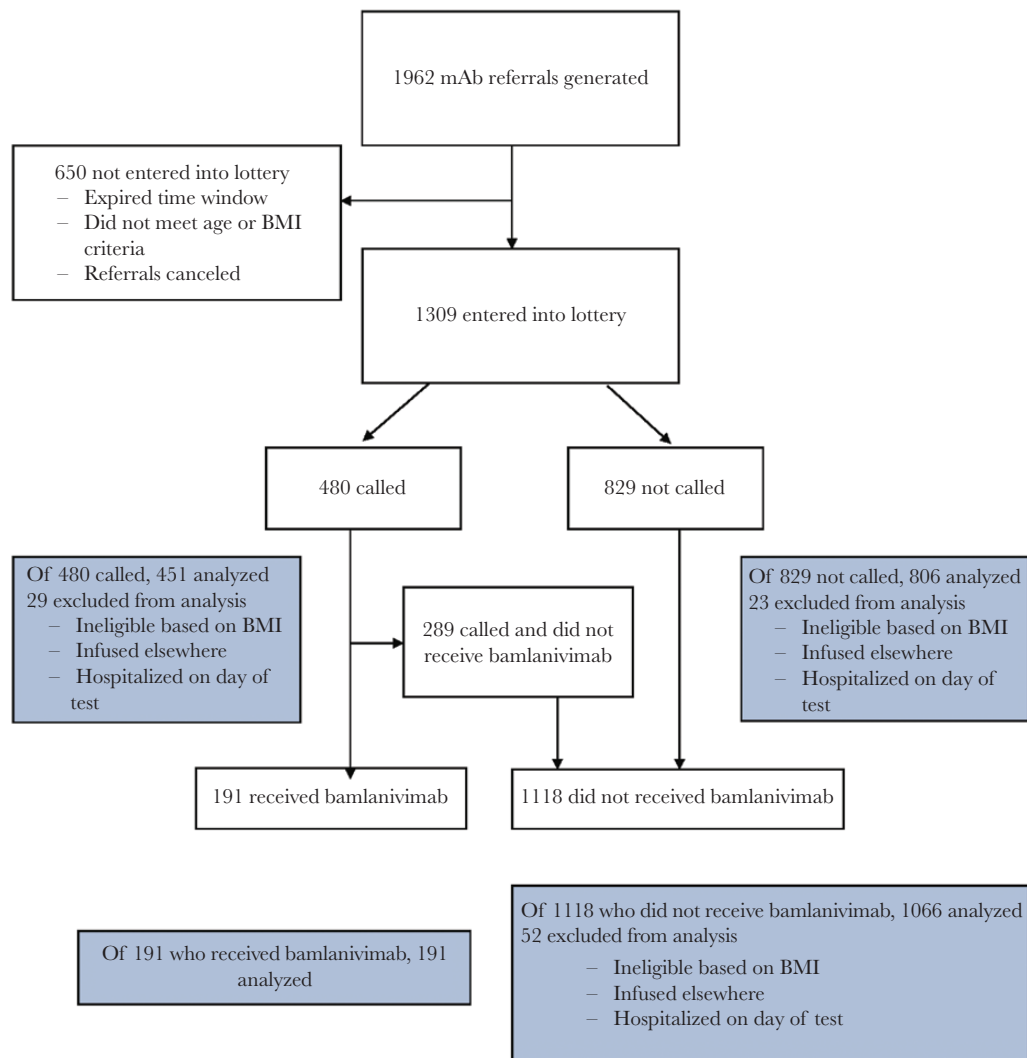 1962 mAb referrals generated
650 not entered into lottery
– Expired time window
– Did not meet age or BMI
criteria
– Referrals canceled
1309 entered into lottery
480 called
829 not called
Of 480 called, 451 analyzed
29 excluded from analysis
– Ineligible based on BMI
– Infused elsewhere
– Hospitalized on day of
test
289 called and did not
receive bamlanivimab
Of 829 not called, 806 analyzed
23 excluded from analysis
– Ineligible based on BMI
– Infused elsewhere
– Hospitalized on day of
test
191 received bamlanivimab
1118 did not received bamlanivimab
Of 191 who received bamlanivimab, 191
analyzed
Of 1118 who did not receive bamlanivimab, 1066 analyzed
52 excluded from analysis
– Ineligible based on BMI
– Infused elsewhere
– Hospitalized on day of test